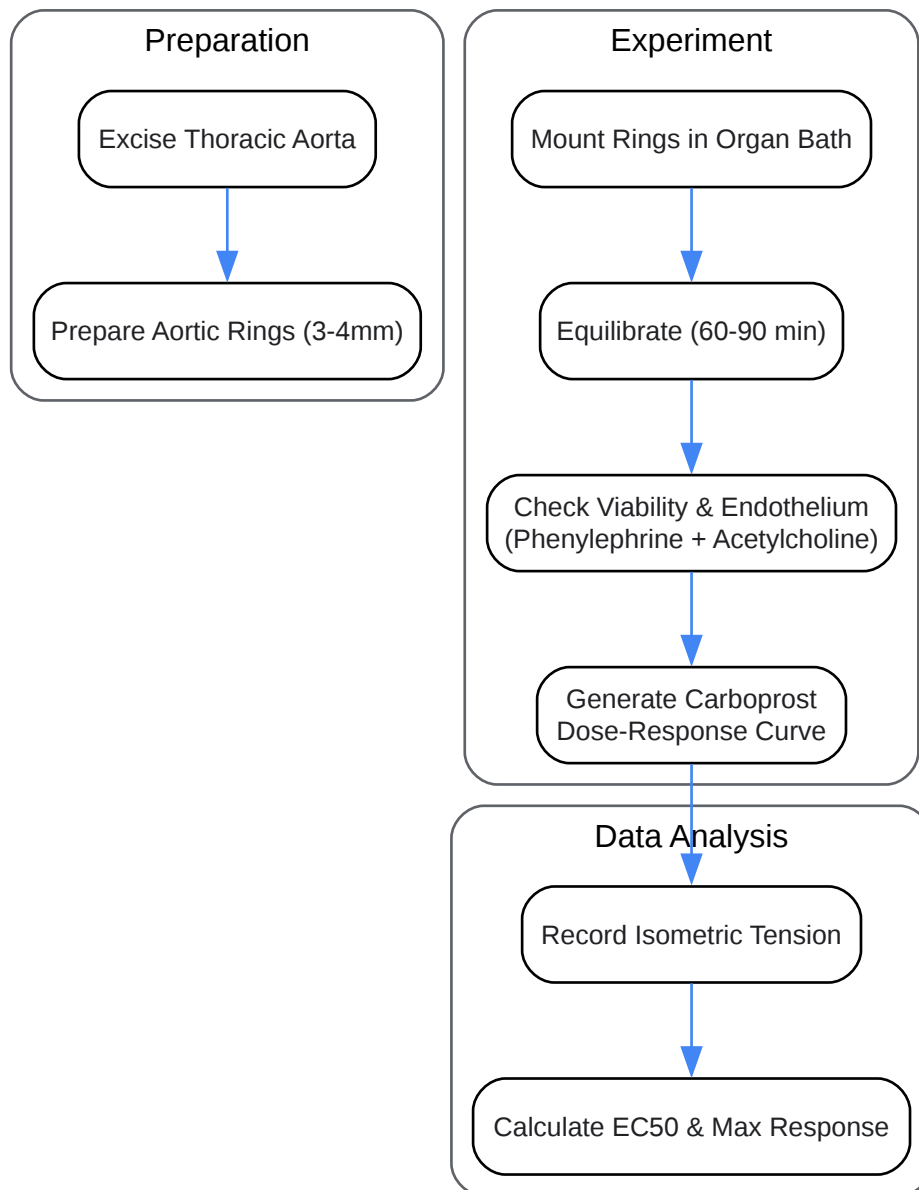 Preparation
Excise Thoracic Aorta
Prepare Aortic Rings (3-4mm)
Experiment
Mount Rings in Organ Bath
Equilibrate (60-90 min)
Check Viability & Endothelium
(Phenylephrine + Acetylcholine)
Generate Carboprost
Dose-Response Curve
Data Analysis
Record Isometric Tension
Calculate EC50 & Max Response